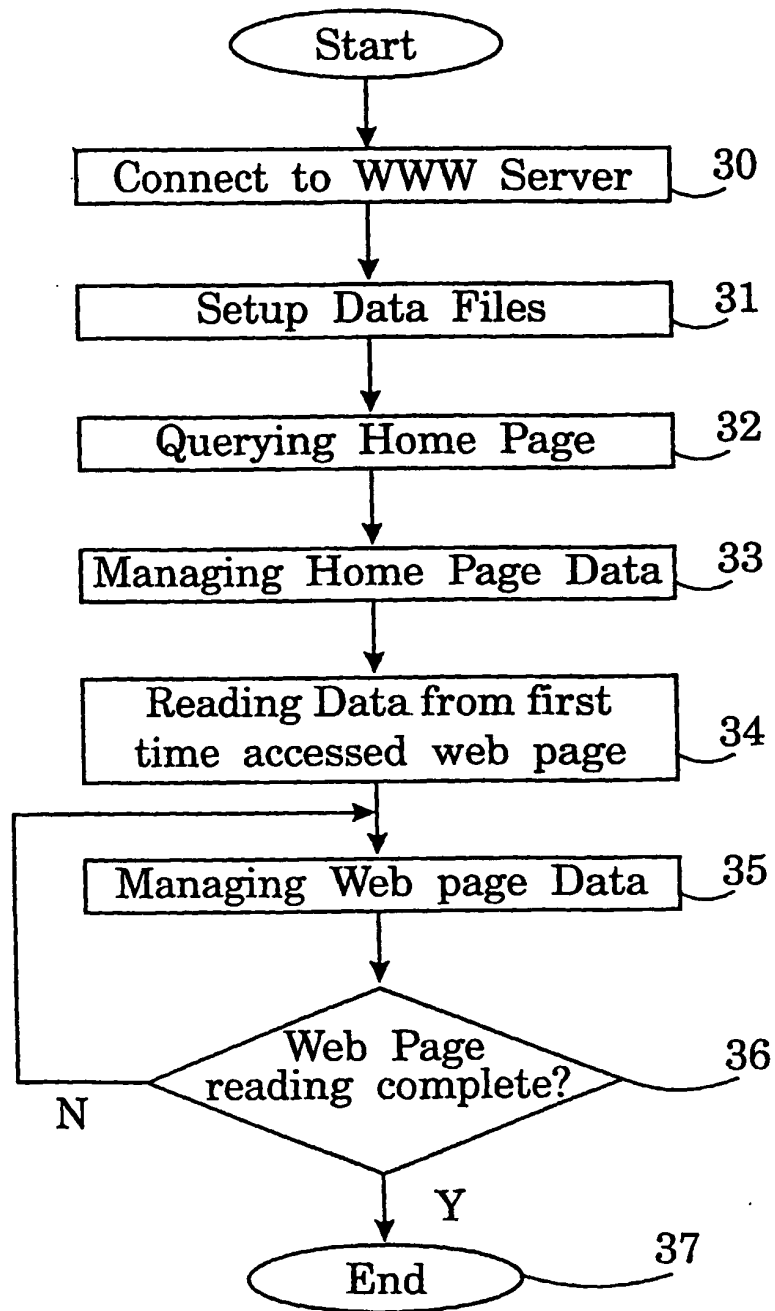 Start
Connect to WWW Server
30
Setup Data Files
31
Querying Home Page
32
Managing Home Page Data
33
Reading Data from first
time accessed web page
34
Managing Web page Data
35
Web Page
reading complete?
36
N
Y
End
37